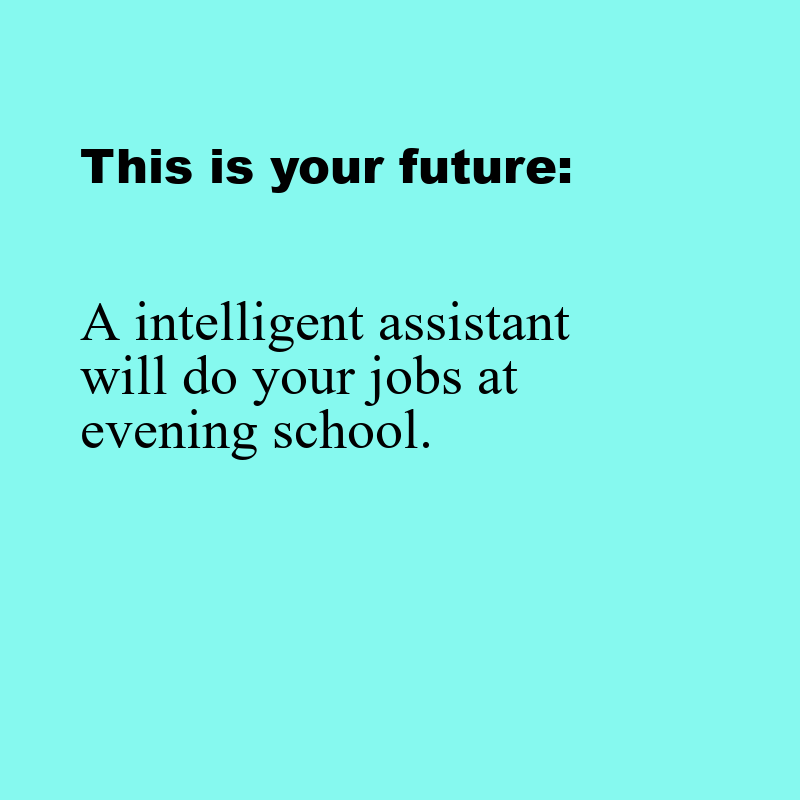 This is your future:
A intelligent assistant
will do your jobs at
evening school.